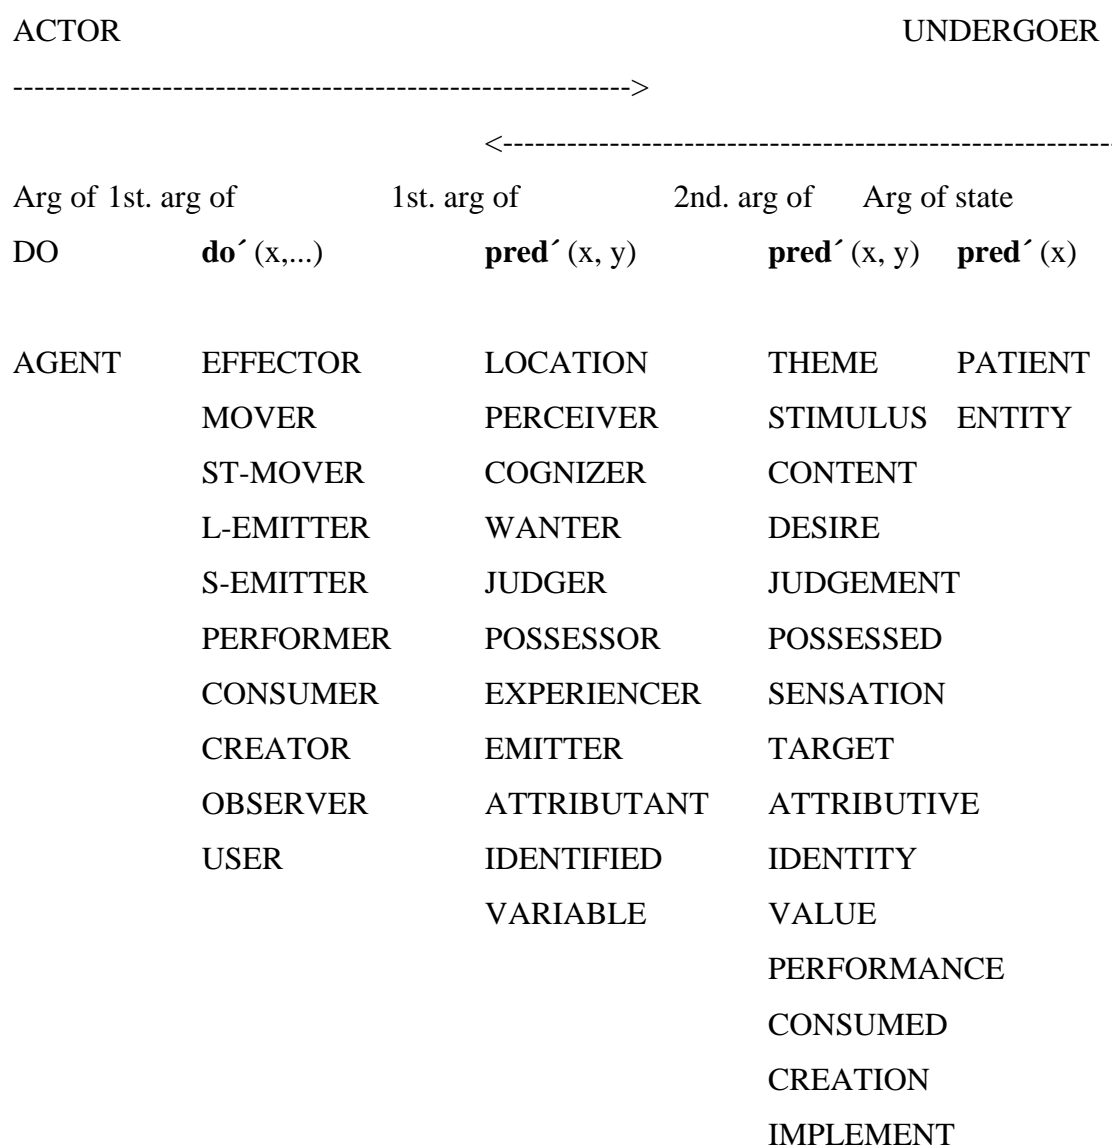 ACTOR UNDERGOER
---------------------------------------------------------->
<----------------------------------------------------------
Arg of 1st. arg of 1st. arg of 2nd. arg of Arg of state
DO do´ (x,...) pred´ (x, y) pred´ (x, y) pred´ (x)
AGENT EFFECTOR LOCATION THEME PATIENT
MOVER PERCEIVER STIMULUS ENTITY
ST-MOVER COGNIZER CONTENT
L-EMITTER WANTER DESIRE
S-EMITTER JUDGER JUDGEMENT
PERFORMER POSSESSOR POSSESSED
CONSUMER EXPERIENCER SENSATION
CREATOR EMITTER TARGET
OBSERVER ATTRIBUTANT ATTRIBUTIVE
USER IDENTIFIED IDENTITY
VARIABLE VALUE
PERFORMANCE
CONSUMED
CREATION
IMPLEMENT